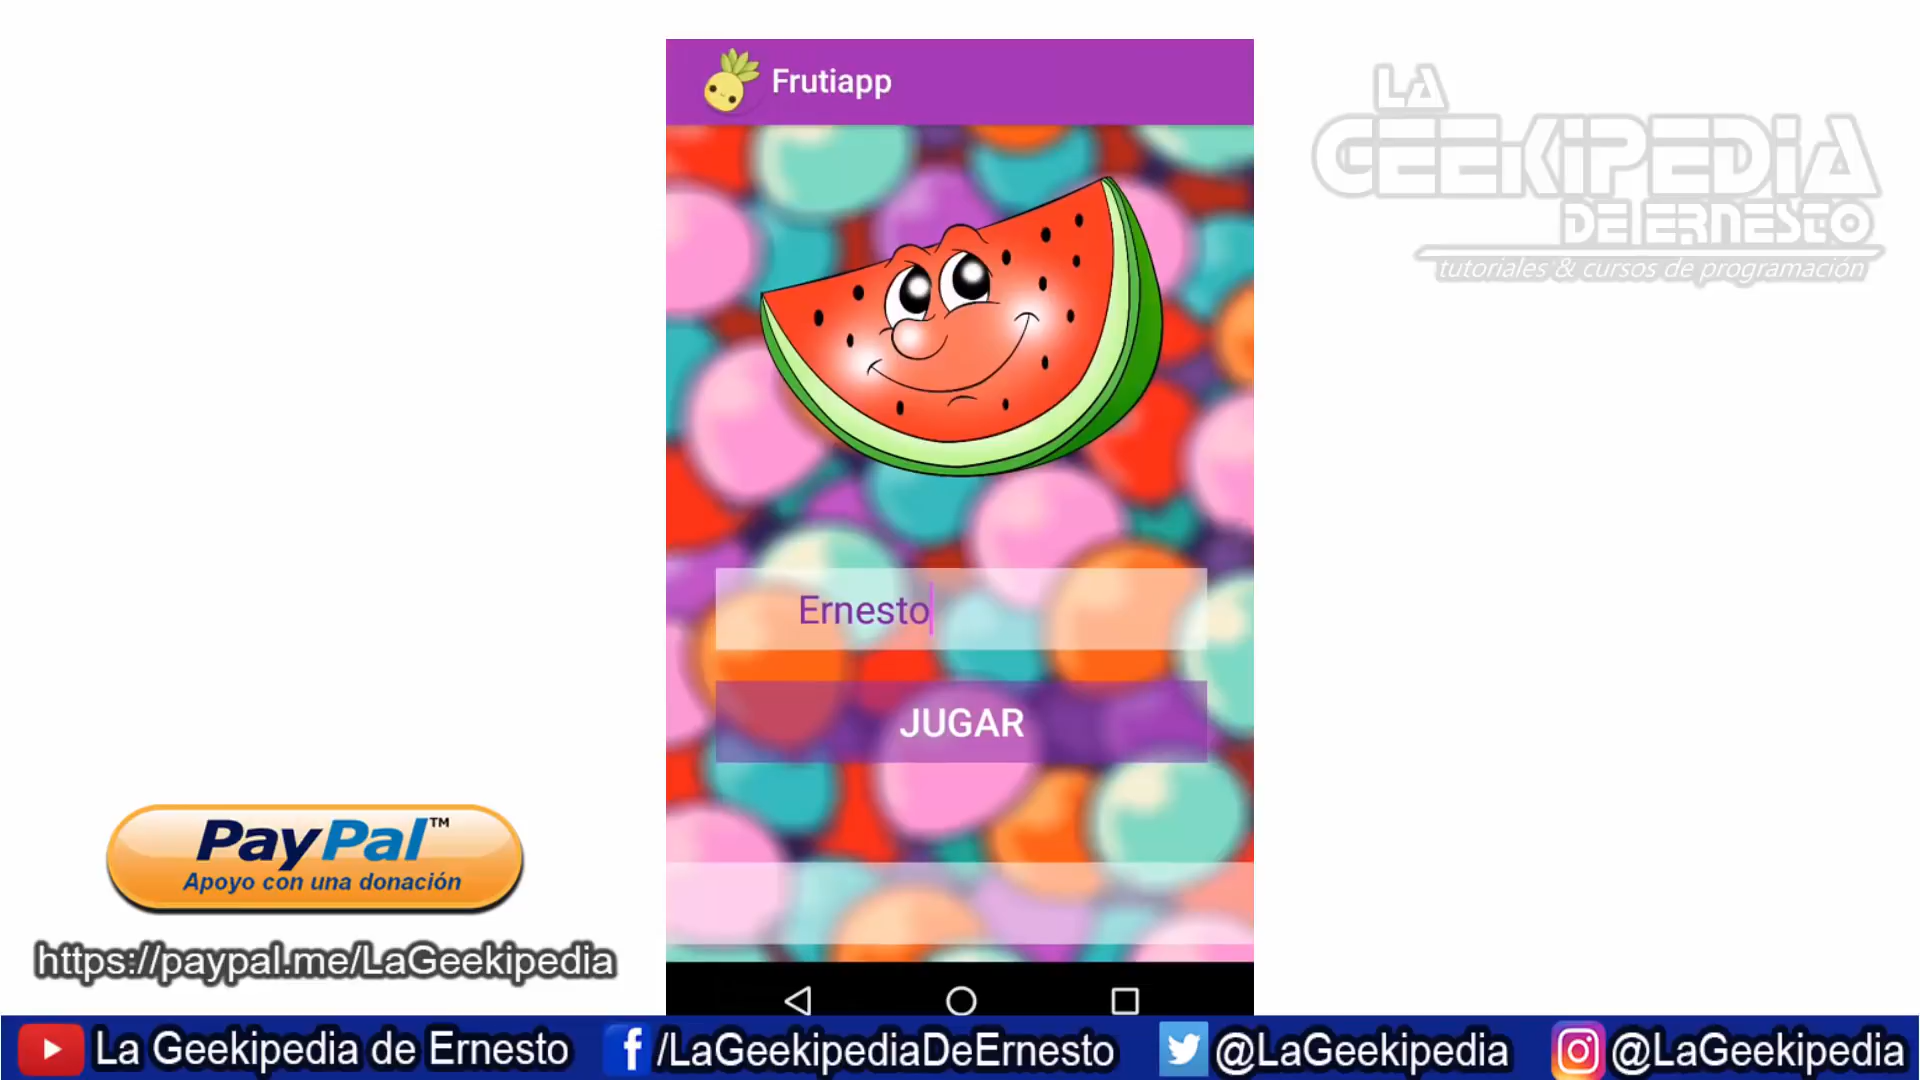 Frutiapp
LA
GEEKIPEDIA
DE ERNESTO
tutoriales & cursos de programación
Ernesto
JUGAR
PayPal™
Apoyo con una donación
https://paypal.me/LaGeekipedia
La Geekipedia de Ernesto
/LaGeekipediaDeErnesto
@LaGeekipedia
@LaGeekipedia